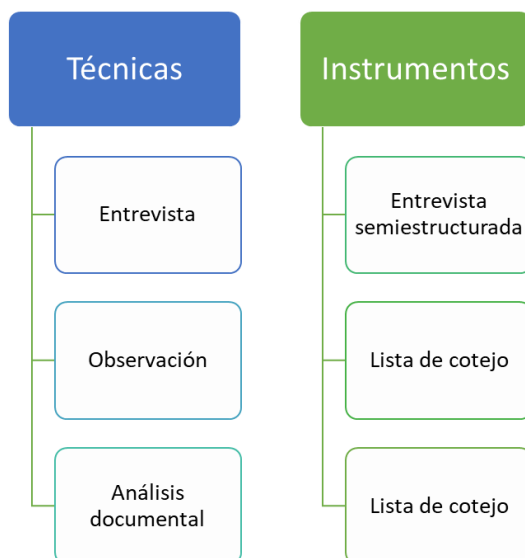 Técnicas
Entrevista
Observación
Análisis
documental
Instrumentos
Entrevista
semiestructurada
Lista de cotejo
Lista de cotejo